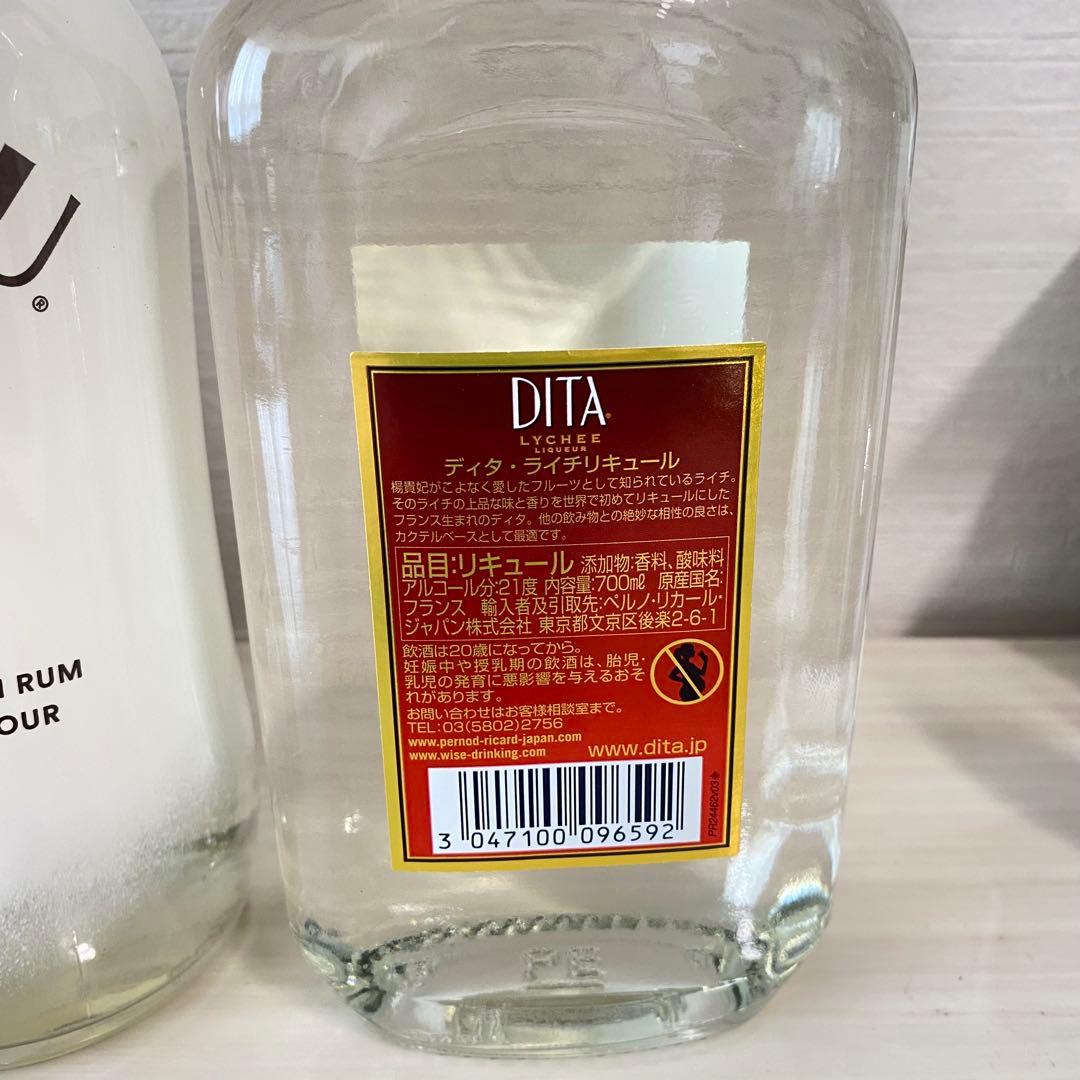 U®
RUM
OUR
DITA
LYCHEE
LIQUEUR
ディタ・ライチリキュール
楊貴妃がこよなく愛したフルーツとして知られているライチ。
そのライチの上品な味と香りを世界で初めてリキュールにした
フランス生まれのディタ。他の飲み物との絶妙な相性の良さは、
カクテルベースとして最適です。
品目:リキュール 添加物:香料、酸味料
アルコール分:21度 内容量:700mℓ 原産国名:
フランス 輸入者及引取先:ペルノ・リカール・
ジャパン株式会社 東京都文京区後楽2-6-1
飲酒は20歳になってから。
妊娠中や授乳期の飲酒は、胎児・
乳児の発育に悪影響を与えるおそ
れがあります。
お問い合わせはお客様相談室まで。
TEL:03(5802)2756
www.pernod-ricard-japan.com
www.wise-drinking.com www.dita.jp
3 047100 096592
PR24462V03
PE